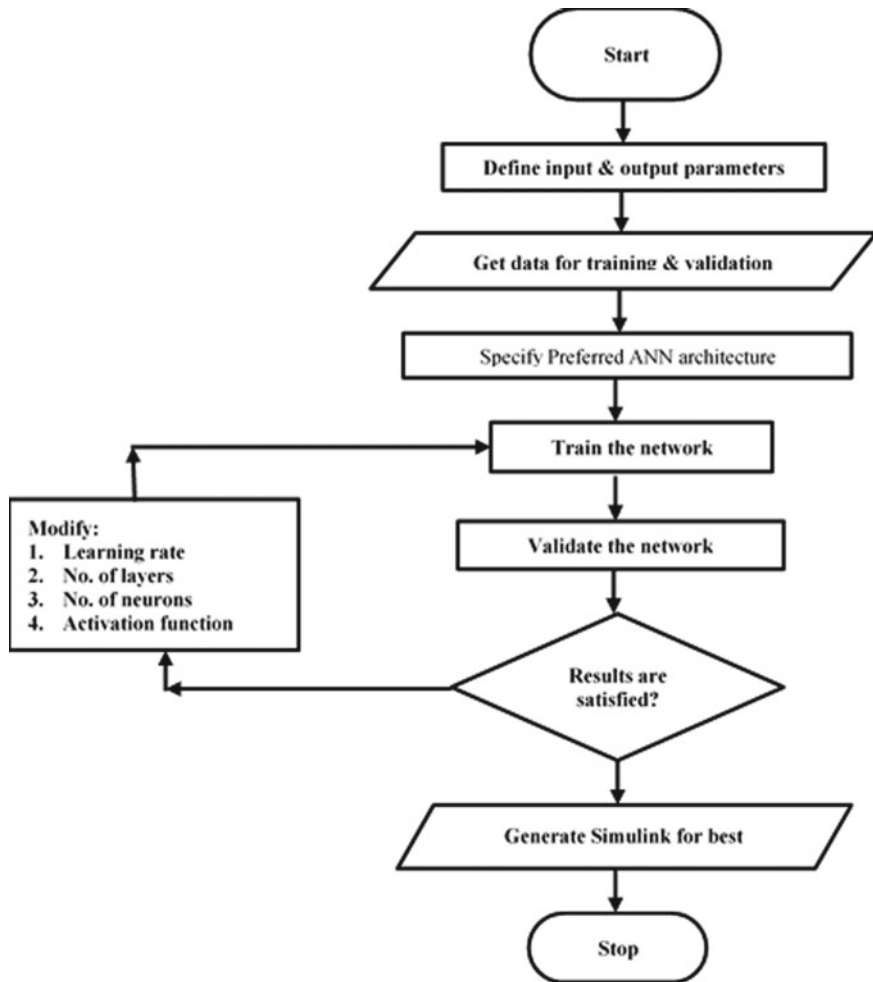 Start
Define input & output parameters
Get data for training & validation
Specify Preferred ANN architecture
Train the network
Validate the network
Modify:
1. Learning rate
2. No. of layers
3. No. of neurons
4. Activation function
Results are
satisfied?
Generate Simulink for best
Stop